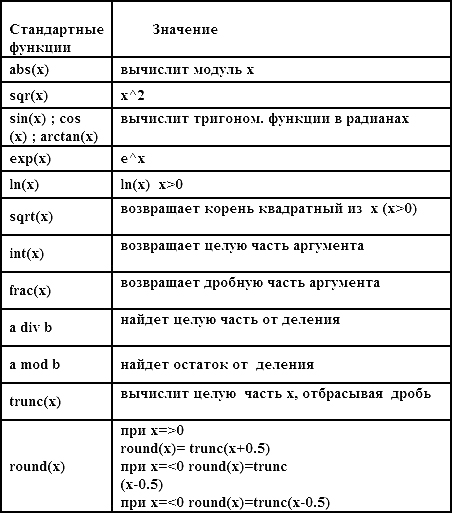 Стандартные
функции
Значение
abs(x)
вычислит модуль x
sqr(x)
x^2
sin(x) ; cos
(x) ; arctan(x)
вычислит тригоном. функции в радианах
exp(x)
e^x
ln(x)
ln(x) x>0
sqrt(x)
возвращает корень квадратный из x (x>0)
int(x)
возвращает целую часть аргумента
frac(x)
возвращает дробную часть аргумента
a div b
найдет целую часть от деления
a mod b
найдет остаток от деления
trunc(x)
вычислит целую часть x, отбрасывая дробь
round(x)
при x=>0
round(x)= trunc(x+0.5)
при x=<0 round(x)=trunc
(x-0.5)
при x=<0 round(x)=trunc(x-0.5)